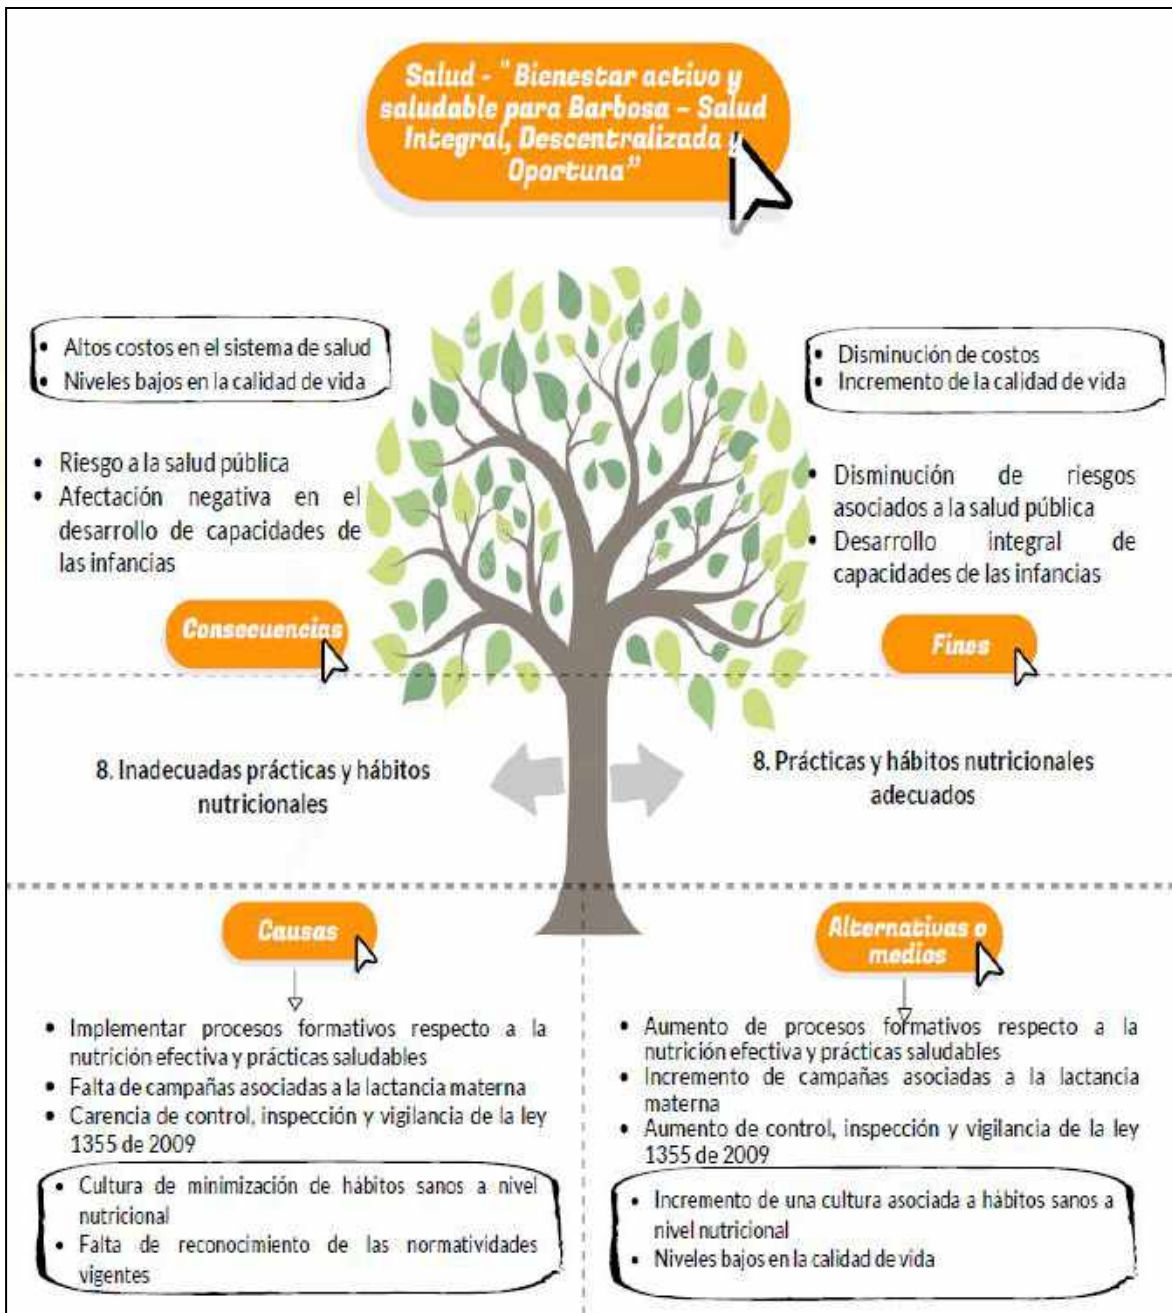 Salud - " Bienestar activo y
saludable para Barbosa – Salud
Integral, Descentralizada y
Oportuna”
• Altos costos en el sistema de salud
• Niveles bajos en la calidad de vida
• Riesgo a la salud pública
• Afectación negativa en el
desarrollo de capacidades de
las infancias
Consecuencias
• Disminución de costos
• Incremento de la calidad de vida
• Disminución de riesgos
asociados a la salud pública
• Desarrollo integral de
capacidades de las infancias
Fines
8. Inadecuadas prácticas y hábitos
nutricionales
8. Prácticas y hábitos nutricionales
adecuados
Causas
• Implementar procesos formativos respecto a la
nutrición efectiva y prácticas saludables
• Falta de campañas asociadas a la lactancia materna
• Carencia de control, inspección y vigilancia de la ley
1355 de 2009
• Cultura de minimización de hábitos sanos a nivel
nutricional
• Falta de reconocimiento de las normatividades
vigentes
Alternativas o
medios
• Aumento de procesos formativos respecto a la
nutrición efectiva y prácticas saludables
• Incremento de campañas asociadas a la lactancia
materna
• Aumento de control, inspección y vigilancia de la ley
1355 de 2009
• Incremento de una cultura asociada a hábitos sanos a
nivel nutricional
• Niveles bajos en la calidad de vida